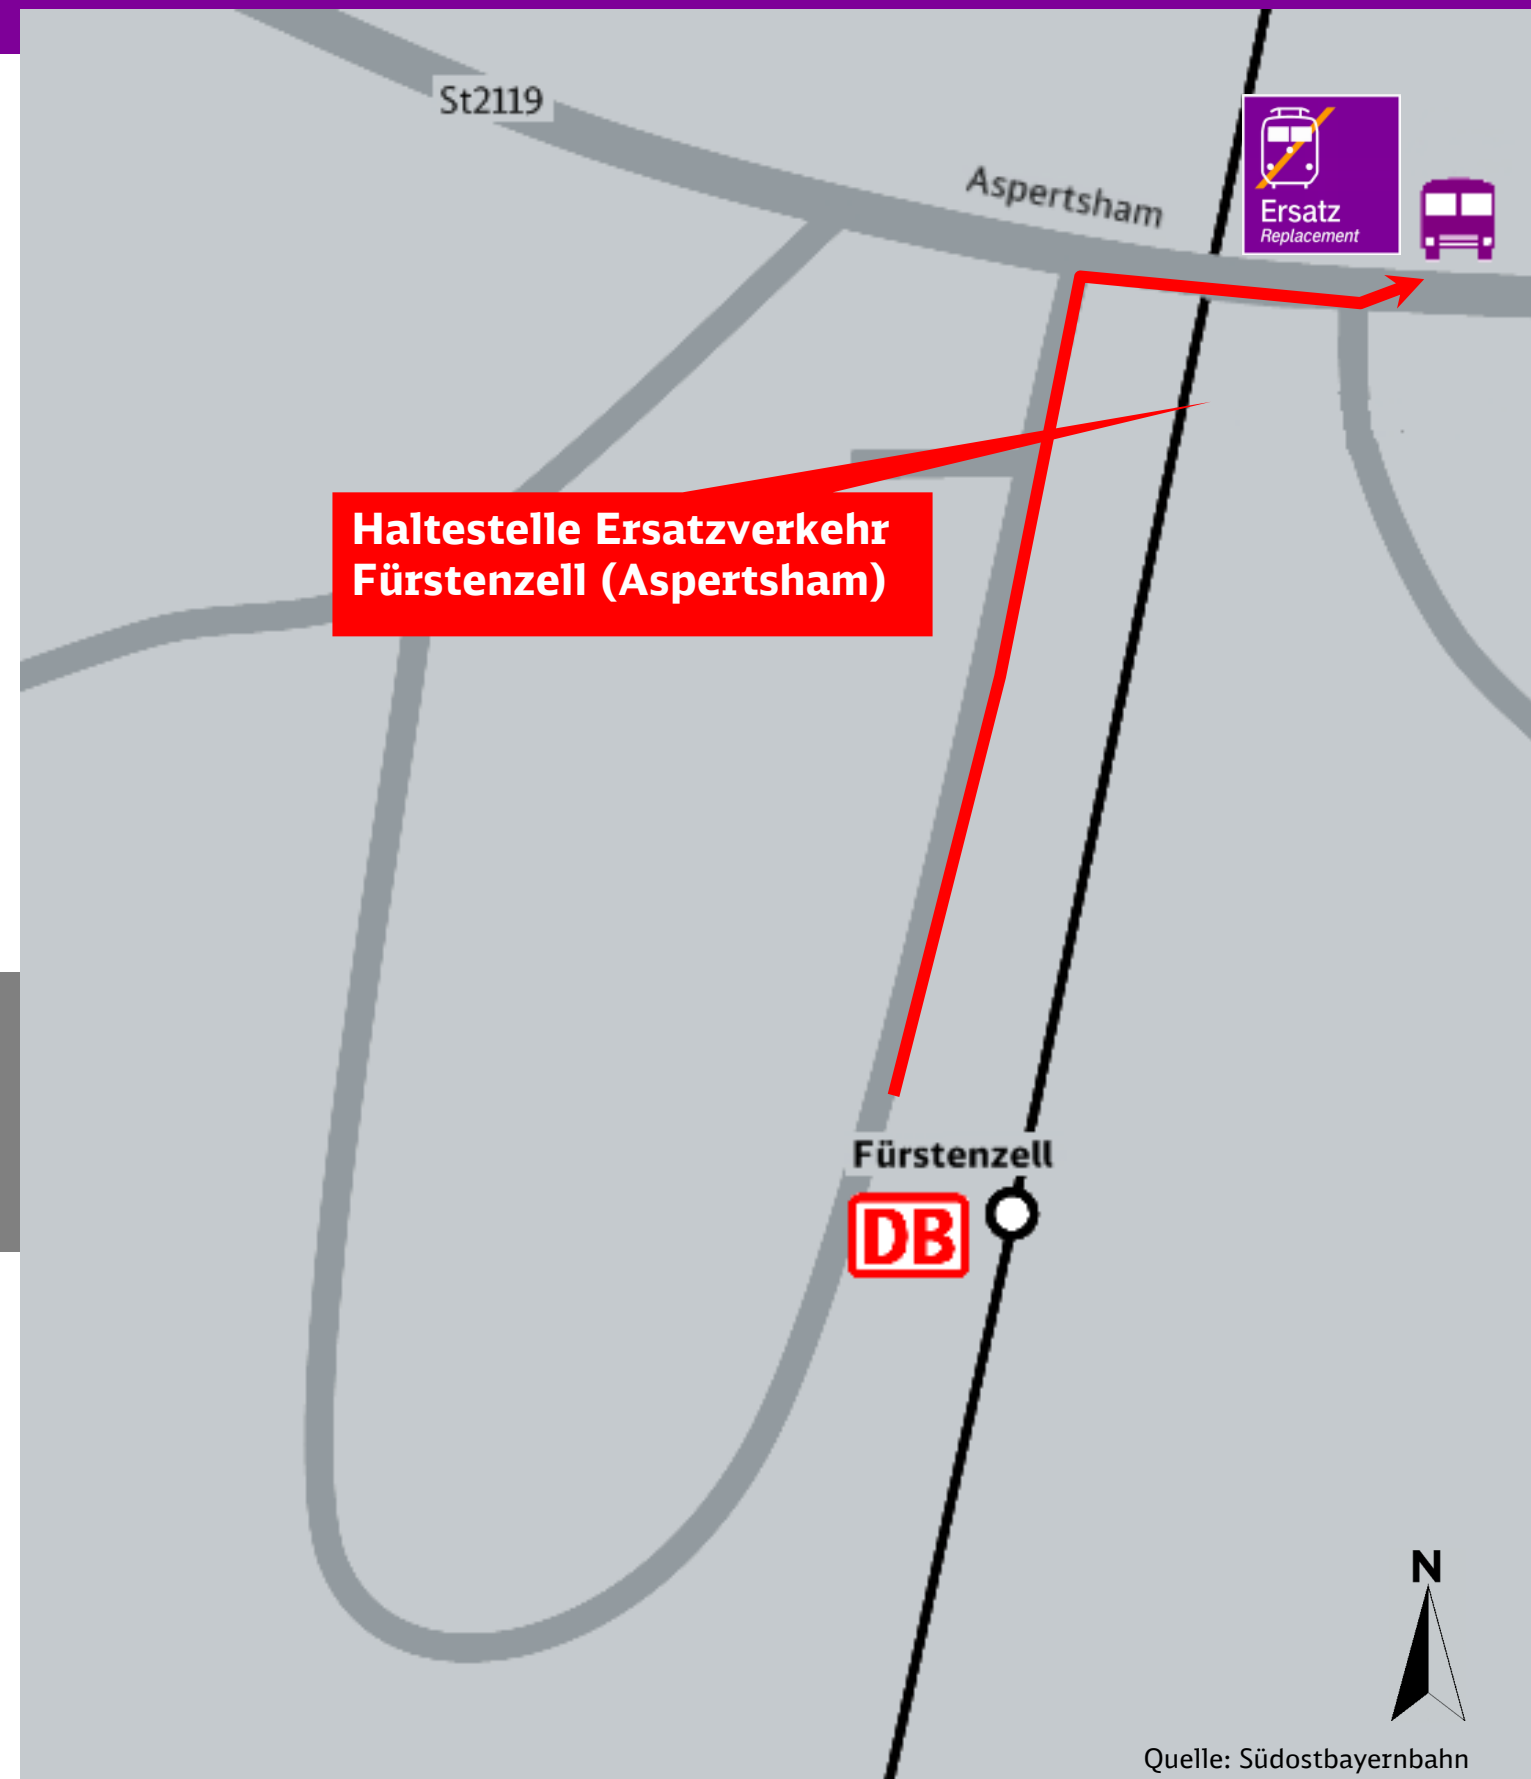 St2119
Aspertsham
Ersatz
Replacement
Haltestelle Ersatzverkehr
Fürstenzell (Aspertsham)
Fürstenzell
DB
N
Quelle: Südostbayernbahn